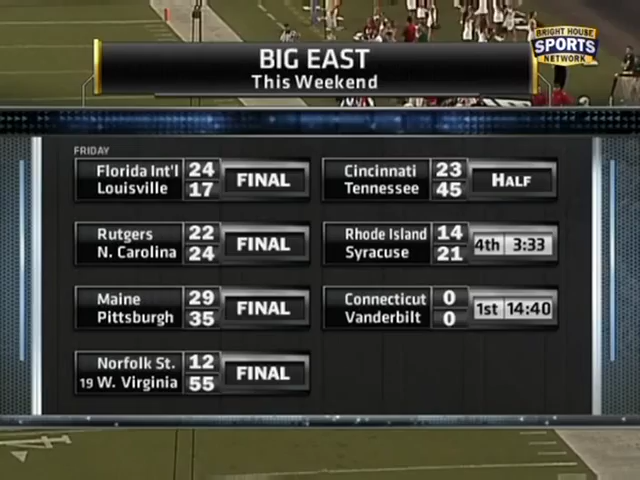 BRIGHT HOUSE
SPORTS
NETWORK
BIG EAST
This Weekend
FRIDAY
Florida Int'l 24
Louisville 17
FINAL
Cincinnati 23
Tennessee 45
HALF
Rutgers 22
N. Carolina 24
FINAL
Rhode Island 14
Syracuse 21
4th 3:33
Maine 29
Pittsburgh 35
FINAL
Connecticut 0
Vanderbilt 0
1st 14:40
Norfolk St. 12
19 W. Virginia 55
FINAL